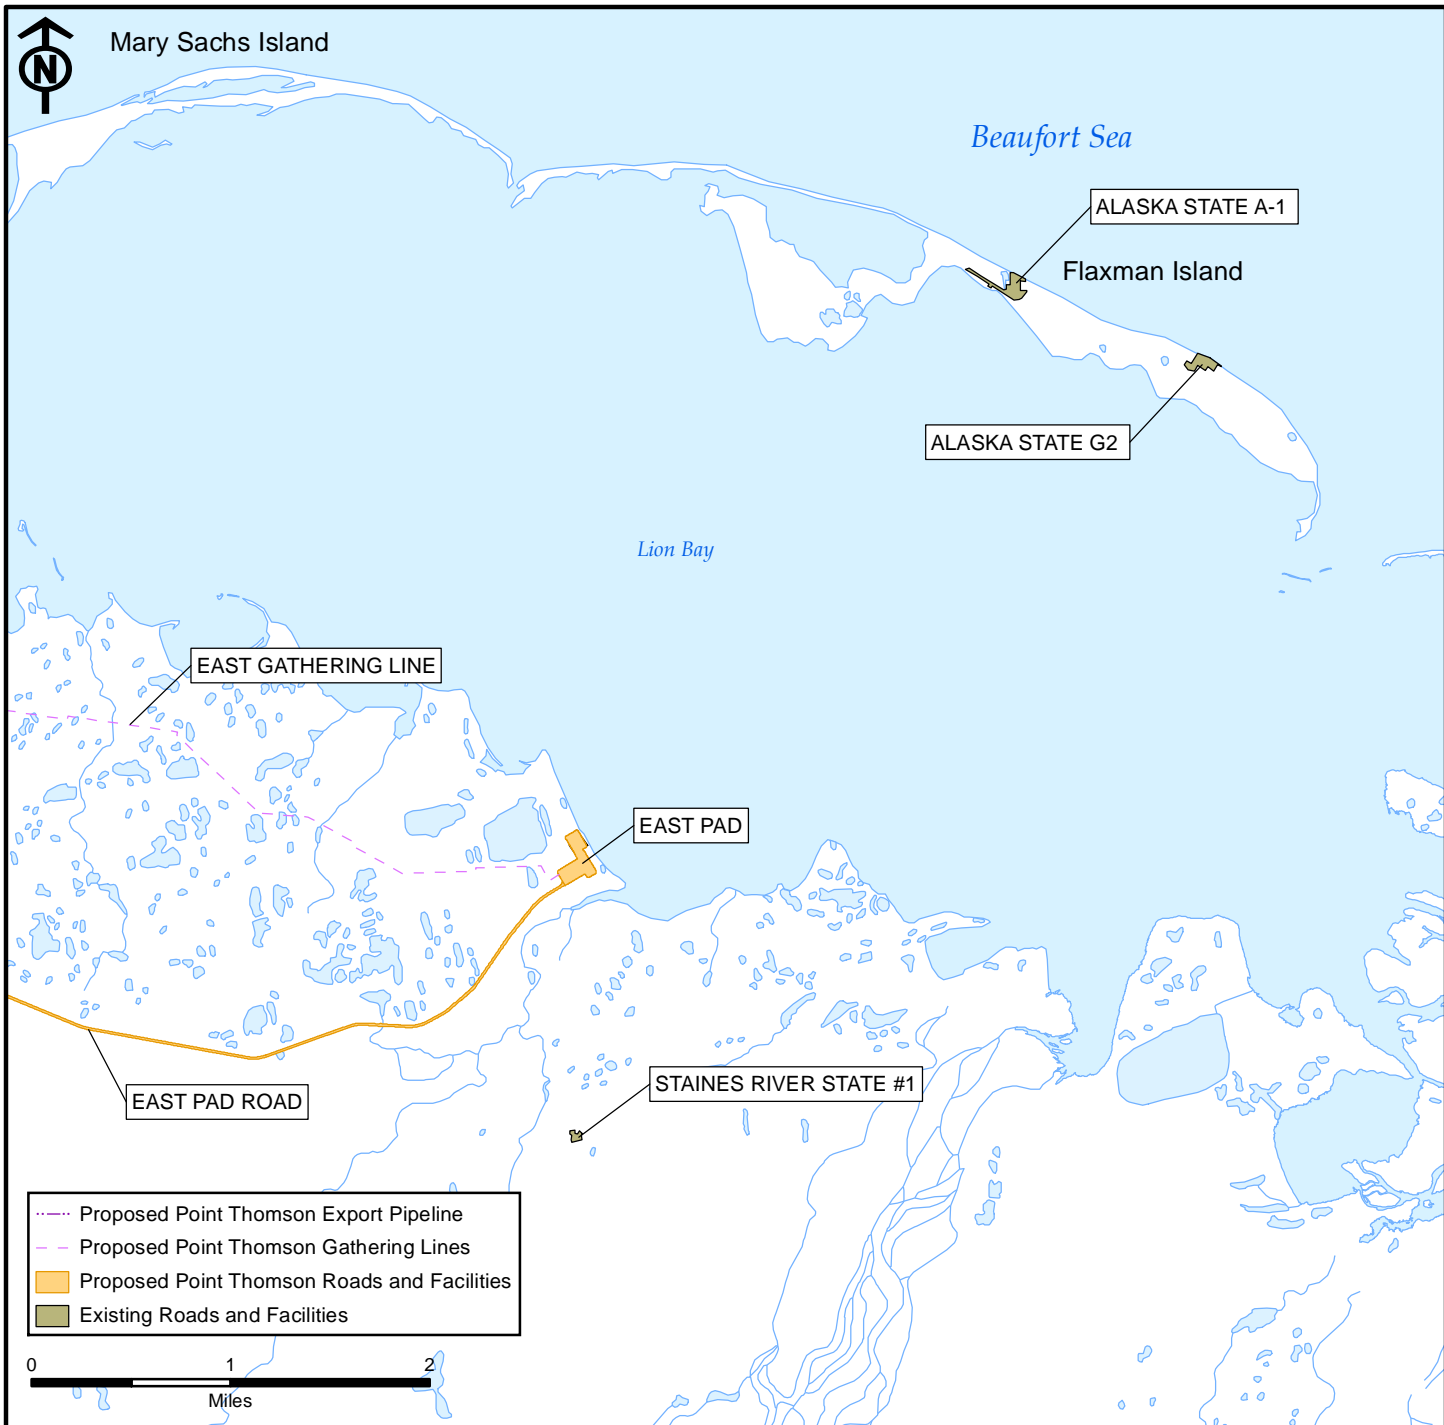 N
Mary Sachs Island
Beaufort Sea
ALASKA STATE A-1
Flaxman Island
ALASKA STATE G2
Lion Bay
EAST GATHERING LINE
EAST PAD
STAINES RIVER STATE #1
EAST PAD ROAD
Proposed Point Thomson Export Pipeline
Proposed Point Thomson Gathering Lines
Proposed Point Thomson Roads and Facilities
Existing Roads and Facilities
0 1 2
Miles